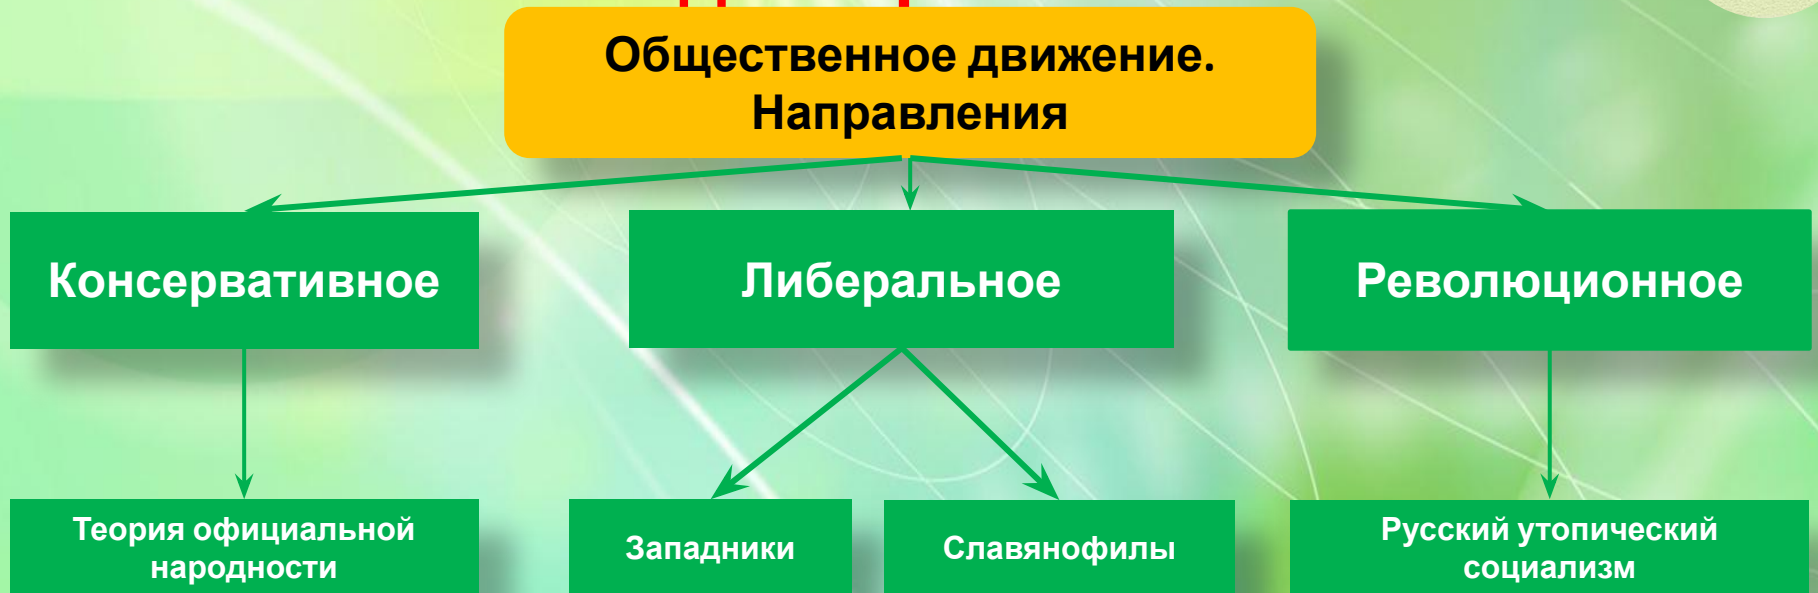 Общественное движение.
Направления
Консервативное
Либеральное
Революционное
Теория официальной
народности
Западники
Славянофилы
Русский утопический
социализм